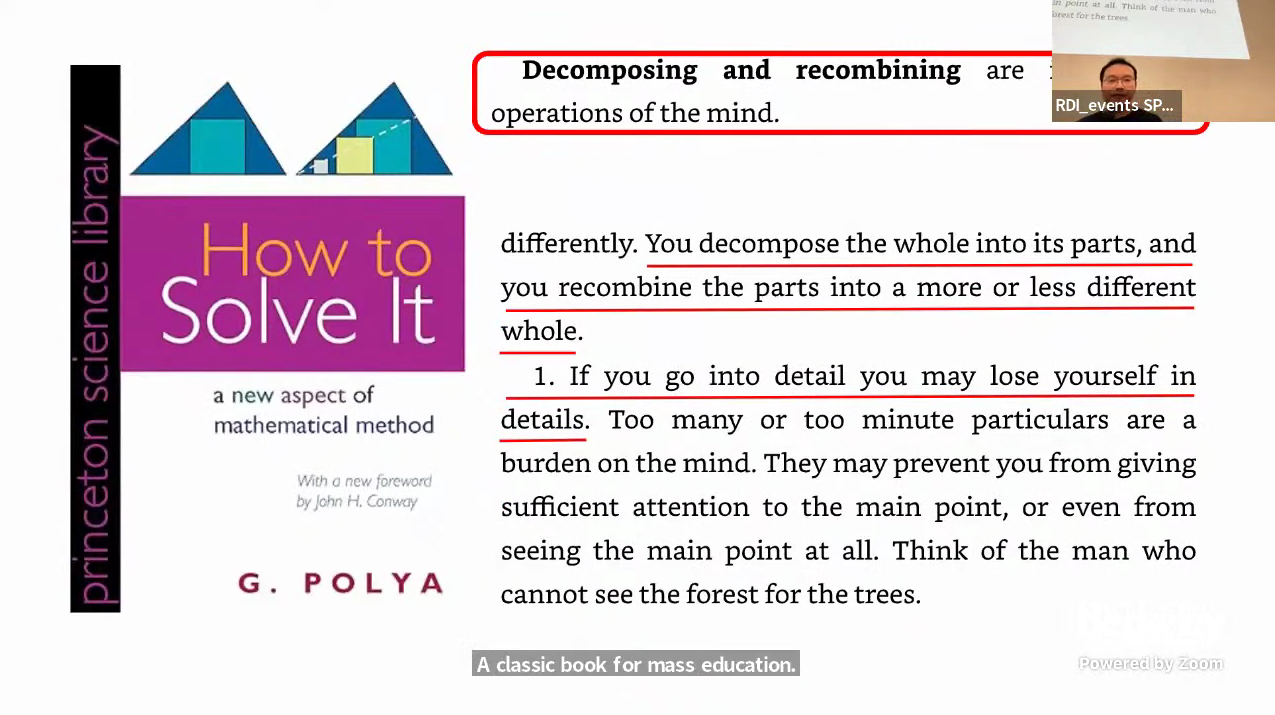 princeton science library
How to
Solve It
a new aspect of
mathematical method
With a new foreword
by John H. Conway
G. POLYA
Decomposing and recombining are
operations of the mind.
differently. You decompose the whole into its parts, and
you recombine the parts into a more or less different
whole.
1. If you go into detail you may lose yourself in
details. Too many or too minute particulars are a
burden on the mind. They may prevent you from giving
sufficient attention to the main point, or even from
seeing the main point at all. Think of the man who
cannot see the forest for the trees.
in point at all. Think of the man who
forest for the trees.
RDI_events SP...
A classic book for mass education.
Powered by Zoom